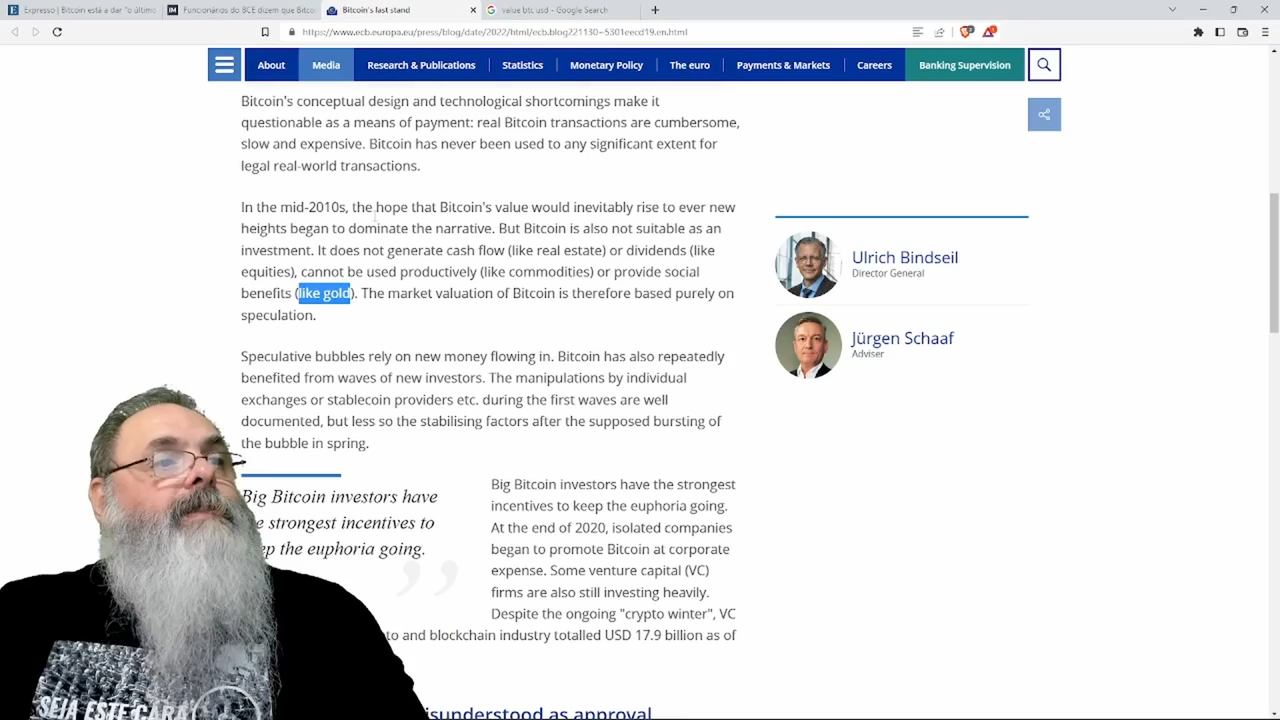 Expresso | Bitcoin está a dar "o último
Funcionários do BCE dizem que Bitco
Bitcoin's last stand
value btc usd - Google Search
https://www.ecb.europa.eu/press/blog/date/2022/html/ecb.blog221130~5301eecd19.en.html
About
Media
Research & Publications
Statistics
Monetary Policy
The euro
Payments & Markets
Careers
Banking Supervision
Bitcoin's conceptual design and technological shortcomings make it
questionable as a means of payment: real Bitcoin transactions are cumbersome,
slow and expensive. Bitcoin has never been used to any significant extent for
legal real-world transactions.
In the mid-2010s, the hope that Bitcoin's value would inevitably rise to ever new
heights began to dominate the narrative. But Bitcoin is also not suitable as an
investment. It does not generate cash flow (like real estate) or dividends (like
equities), cannot be used productively (like commodities) or provide social
benefits (like gold). The market valuation of Bitcoin is therefore based purely on
speculation.
Speculative bubbles rely on new money flowing in. Bitcoin has also repeatedly
benefited from waves of new investors. The manipulations by individual
exchanges or stablecoin providers etc. during the first waves are well
documented, but less so the stabilising factors after the supposed bursting of
the bubble in spring.
Big Bitcoin investors have
strongest incentives to
the euphoria going.
Big Bitcoin investors have the strongest
incentives to keep the euphoria going.
At the end of 2020, isolated companies
began to promote Bitcoin at corporate
expense. Some venture capital (VC)
firms are also still investing heavily.
Despite the ongoing "crypto winter", VC
and blockchain industry totalled USD 17.9 billion as of
as approval
Ulrich Bindseil
Director General
Jürgen Schaaf
Adviser
SEJA ESTE CARA